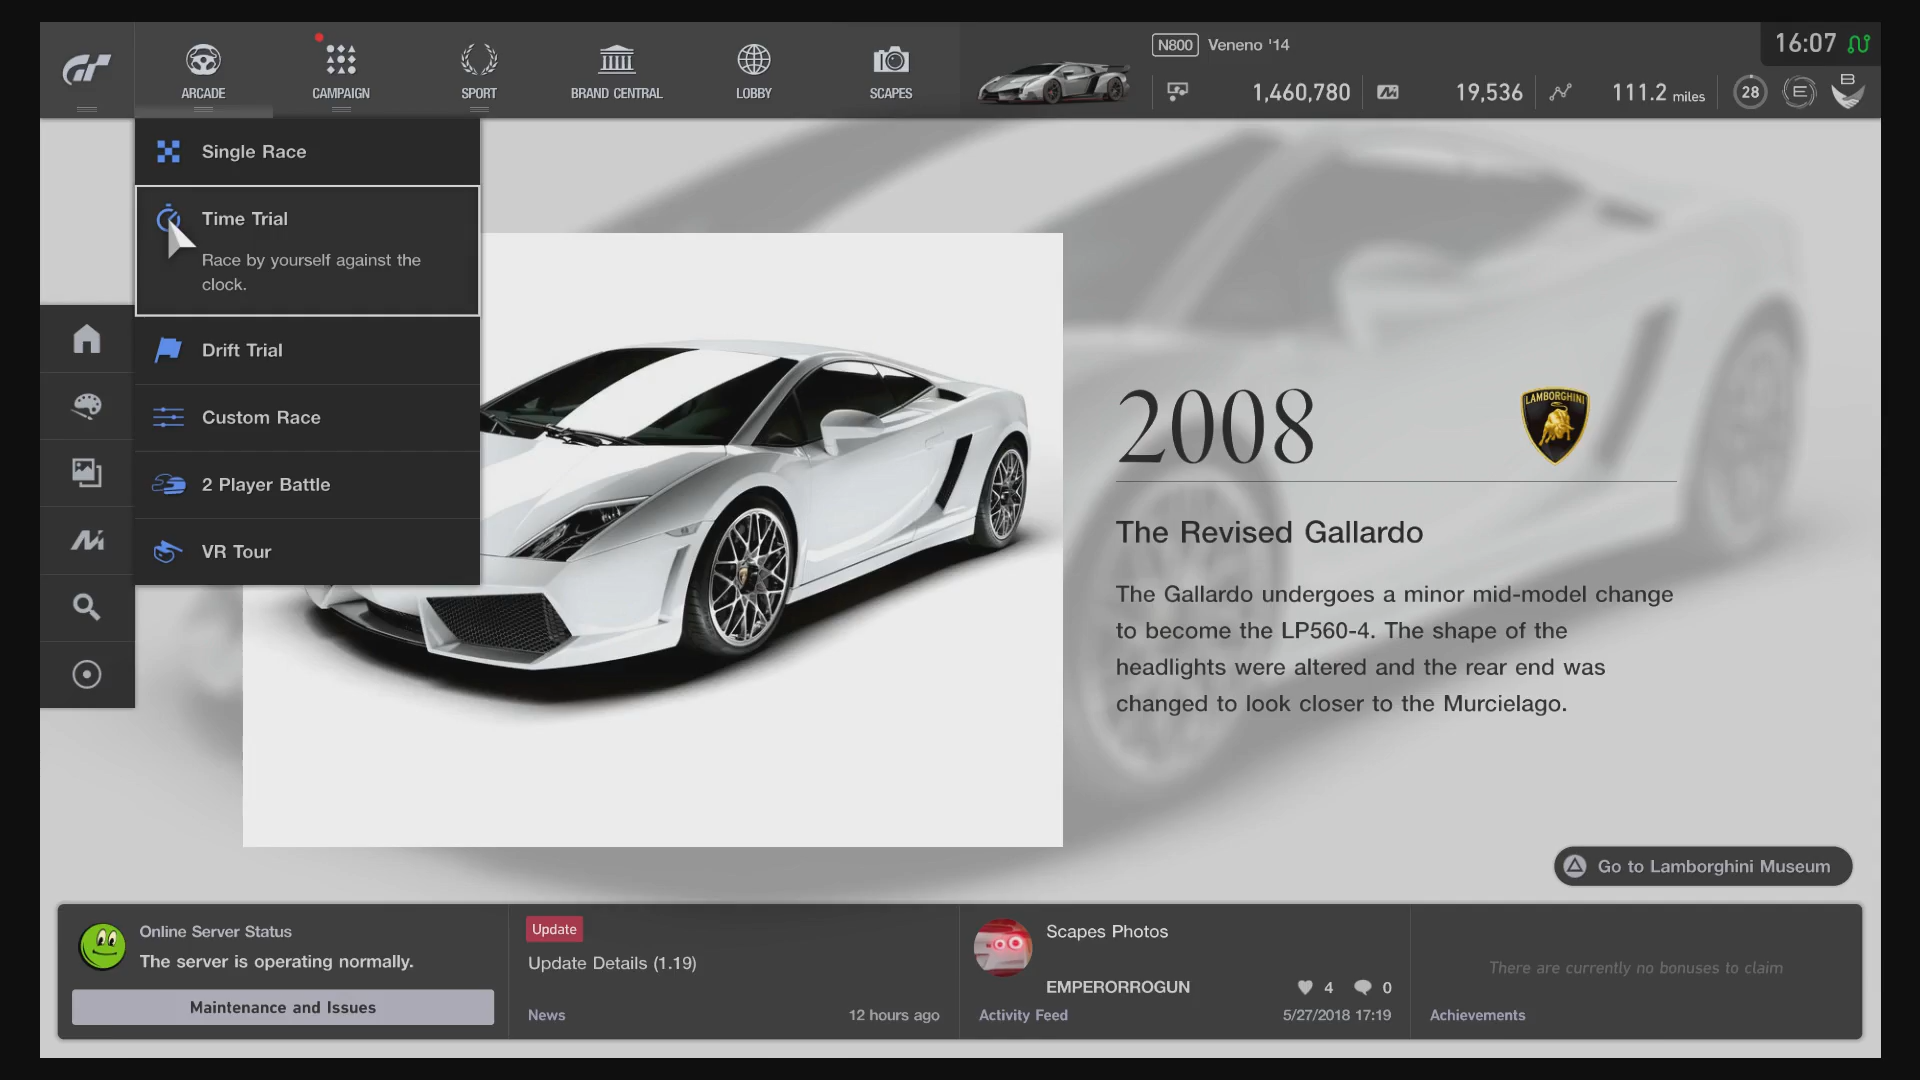 ARCADE
CAMPAIGN
SPORT
BRAND CENTRAL
LOBBY
SCAPES
N800 Veneno '14
1,460,780
19,536
111.2 miles
28
E
B
16:07
Single Race
Time Trial
Race by yourself against the
clock.
Drift Trial
Custom Race
2 Player Battle
VR Tour
2008
LAMBORGHINI
The Revised Gallardo
The Gallardo undergoes a minor mid-model change
to become the LP560-4. The shape of the
headlights were altered and the rear end was
changed to look closer to the Murcielago.
Go to Lamborghini Museum
Online Server Status
The server is operating normally.
Maintenance and Issues
Update
Update Details (1.19)
News
12 hours ago
Scapes Photos
EMPERORROGUN
4
0
Activity Feed
5/27/2018 17:19
There are currently no bonuses to claim
Achievements